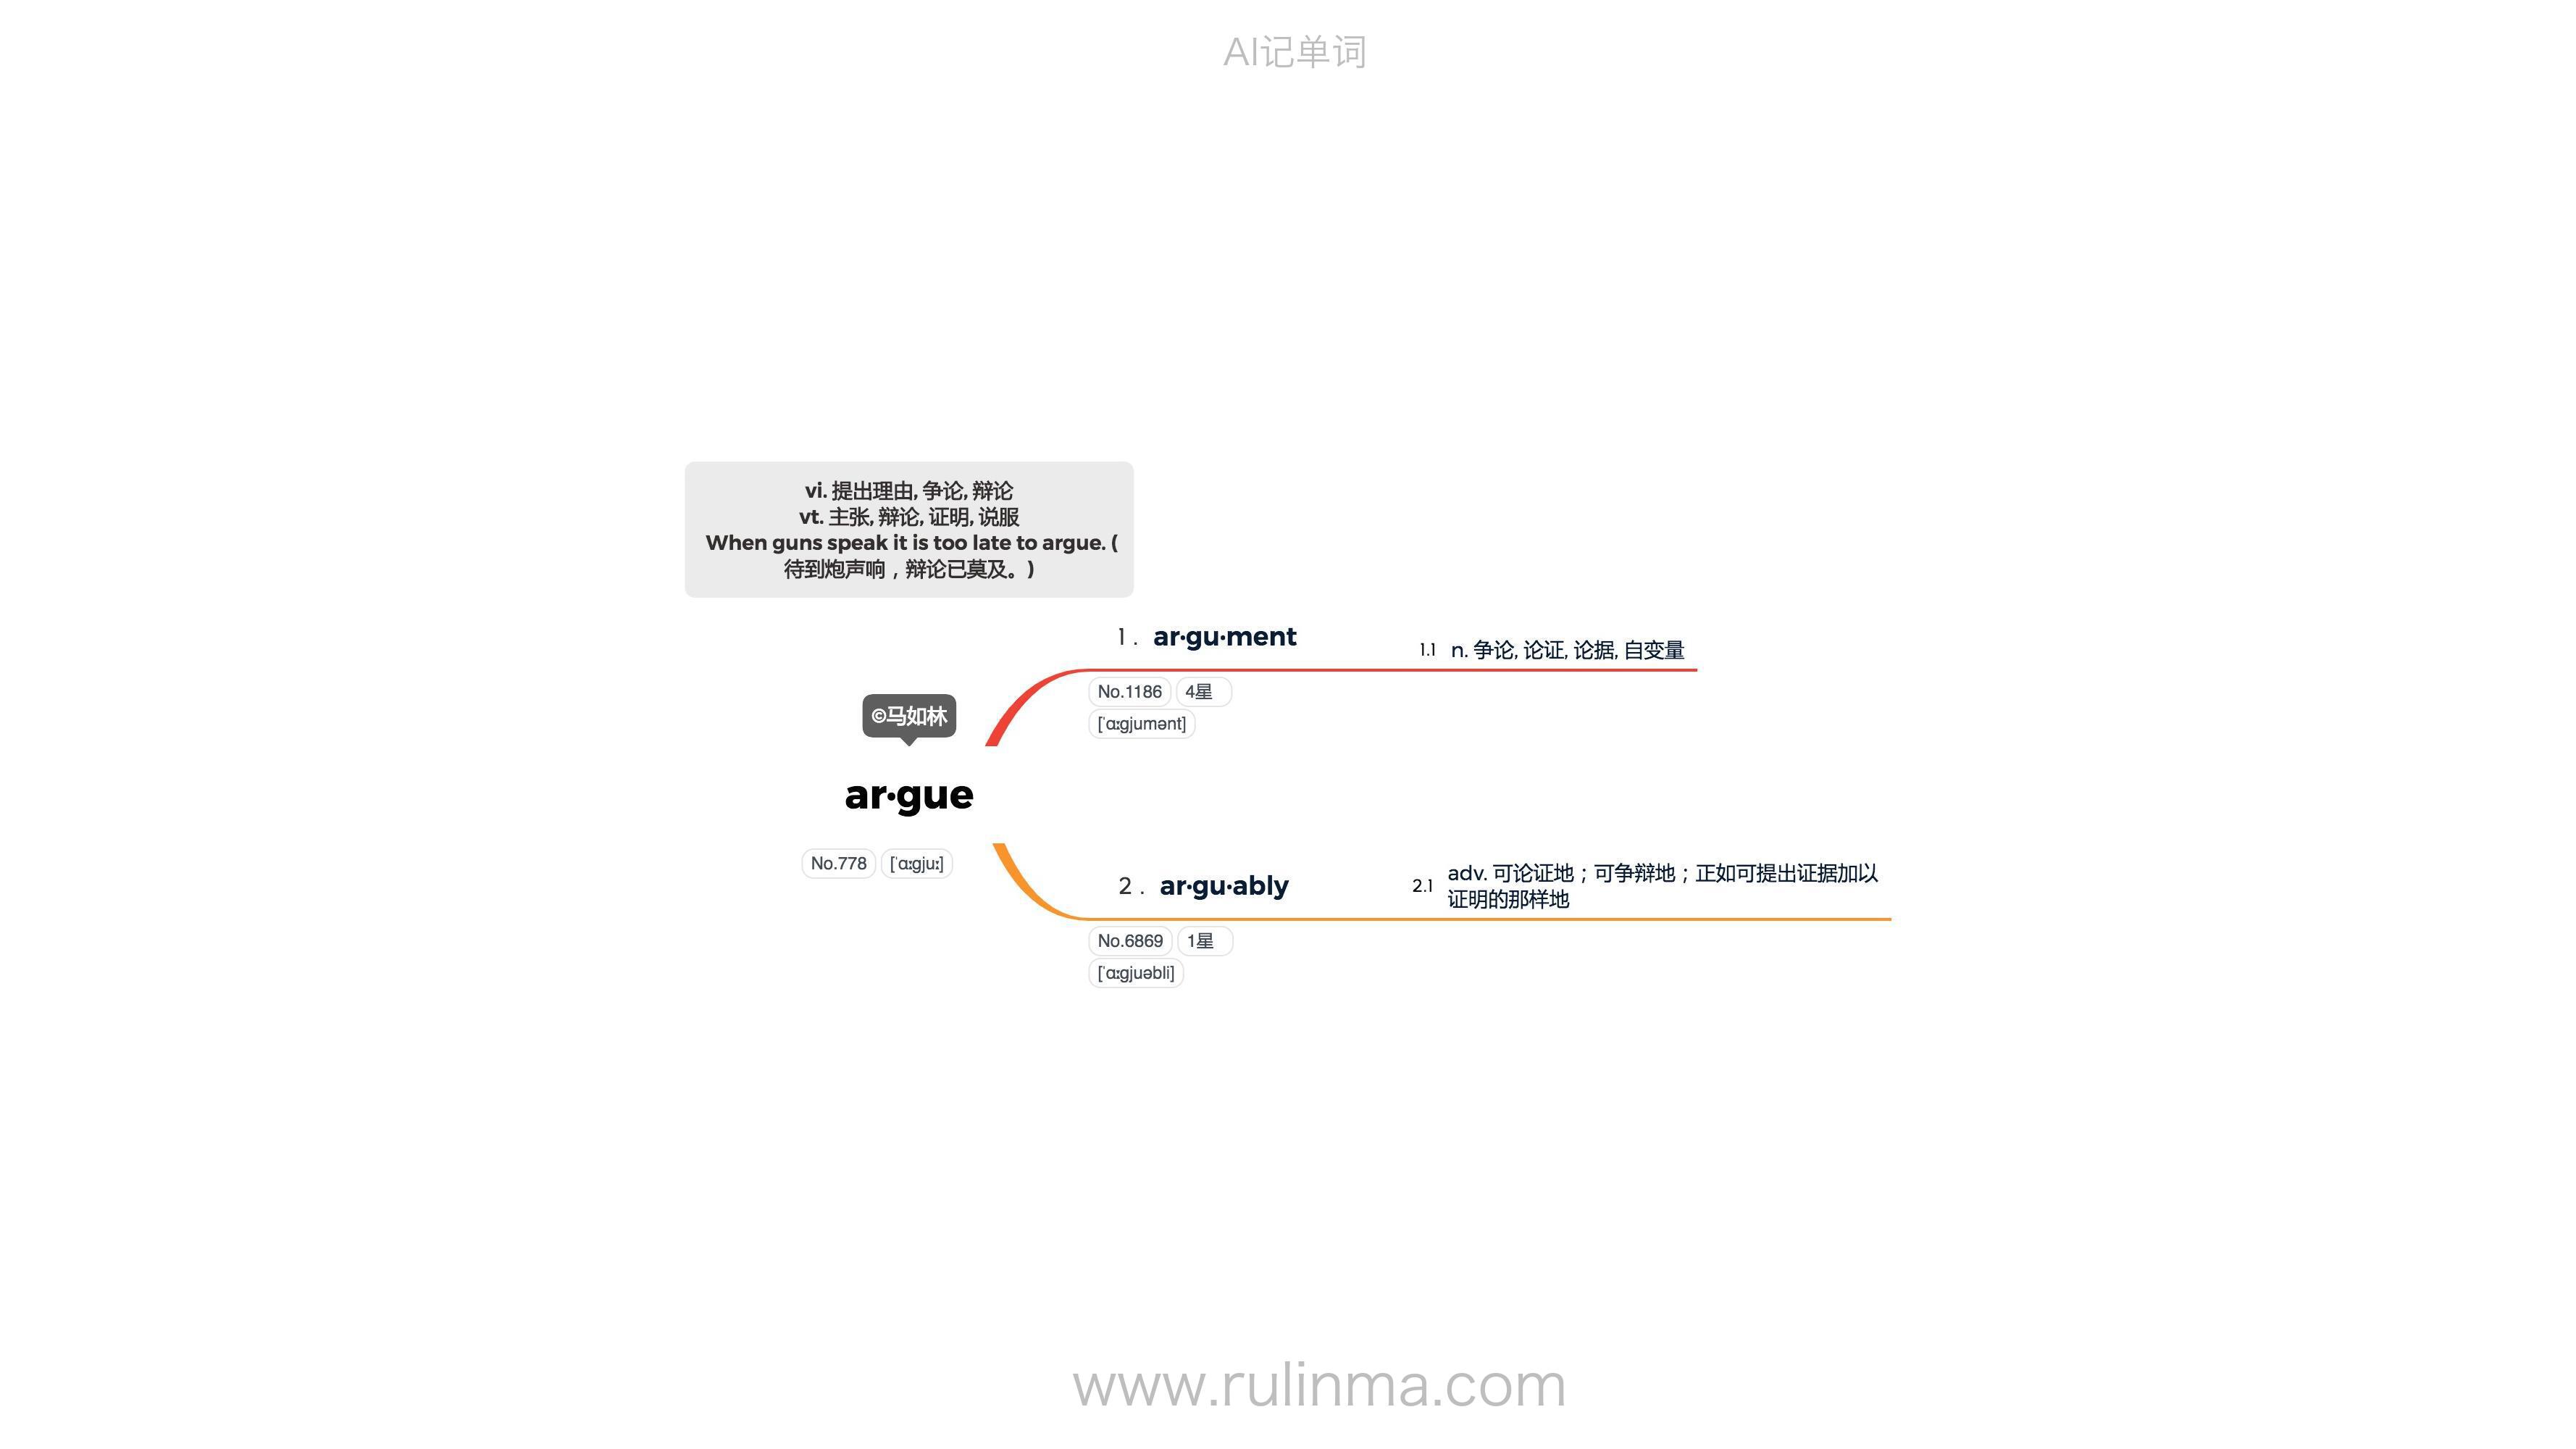 AI记单词
vi. 提出理由, 争论, 辩论
vt. 主张, 辩论, 证明, 说服
When guns speak it is too late to argue. (
待到炮声响，辩论已莫及。)
©马如林
ar·gue
No.778 [ˈɑːgjuː]
1． ar·gu·ment
No.1186 4星
[ˈɑːgjumənt]
1.1 n. 争论, 论证, 论据, 自变量
2． ar·gu·ably
No.6869 1星
[ˈɑːgjuəbli]
2.1 adv. 可论证地；可争辩地；正如可提出证据加以
证明的那样地
www.rulinma.com